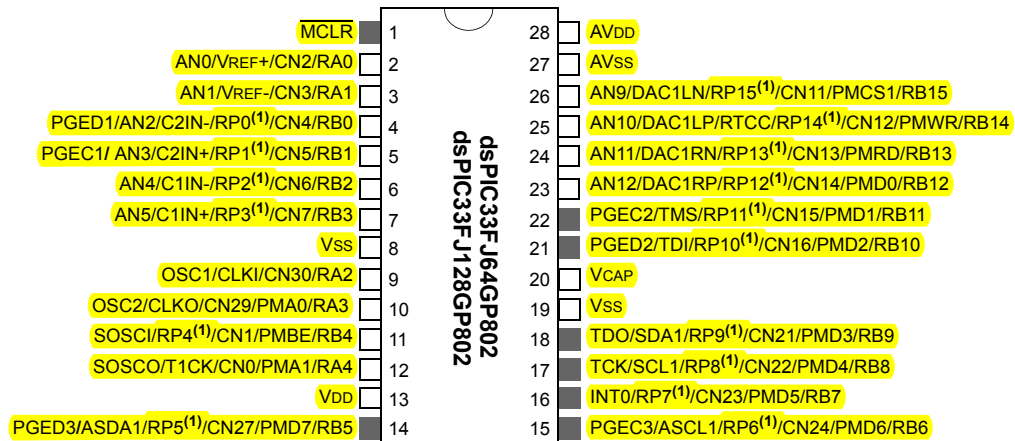 MCLR 1
AN0/VREF+/CN2/RA0 2
AN1/VREF-/CN3/RA1 3
PGED1/AN2/C2IN-/RP0(1)/CN4/RB0 4
PGEC1/ AN3/C2IN+/RP1(1)/CN5/RB1 5
AN4/C1IN-/RP2(1)/CN6/RB2 6
AN5/C1IN+/RP3(1)/CN7/RB3 7
VSS 8
OSC1/CLKI/CN30/RA2 9
OSC2/CLKO/CN29/PMA0/RA3 10
SOSCI/RP4(1)/CN1/PMBE/RB4 11
SOSCO/T1CK/CN0/PMA1/RA4 12
VDD 13
PGED3/ASDA1/RP5(1)/CN27/PMD7/RB5 14
dsPIC33FJ64GP802
dsPIC33FJ128GP802
28 AVDD
27 AVSS
26 AN9/DAC1LN/RP15(1)/CN11/PMCS1/RB15
25 AN10/DAC1LP/RTCC/RP14(1)/CN12/PMWR/RB14
24 AN11/DAC1RN/RP13(1)/CN13/PMRD/RB13
23 AN12/DAC1RP/RP12(1)/CN14/PMD0/RB12
22 PGEC2/TMS/RP11(1)/CN15/PMD1/RB11
21 PGED2/TDI/RP10(1)/CN16/PMD2/RB10
20 VCAP
19 VSS
18 TDO/SDA1/RP9(1)/CN21/PMD3/RB9
17 TCK/SCL1/RP8(1)/CN22/PMD4/RB8
16 INT0/RP7(1)/CN23/PMD5/RB7
15 PGEC3/ASCL1/RP6(1)/CN24/PMD6/RB6